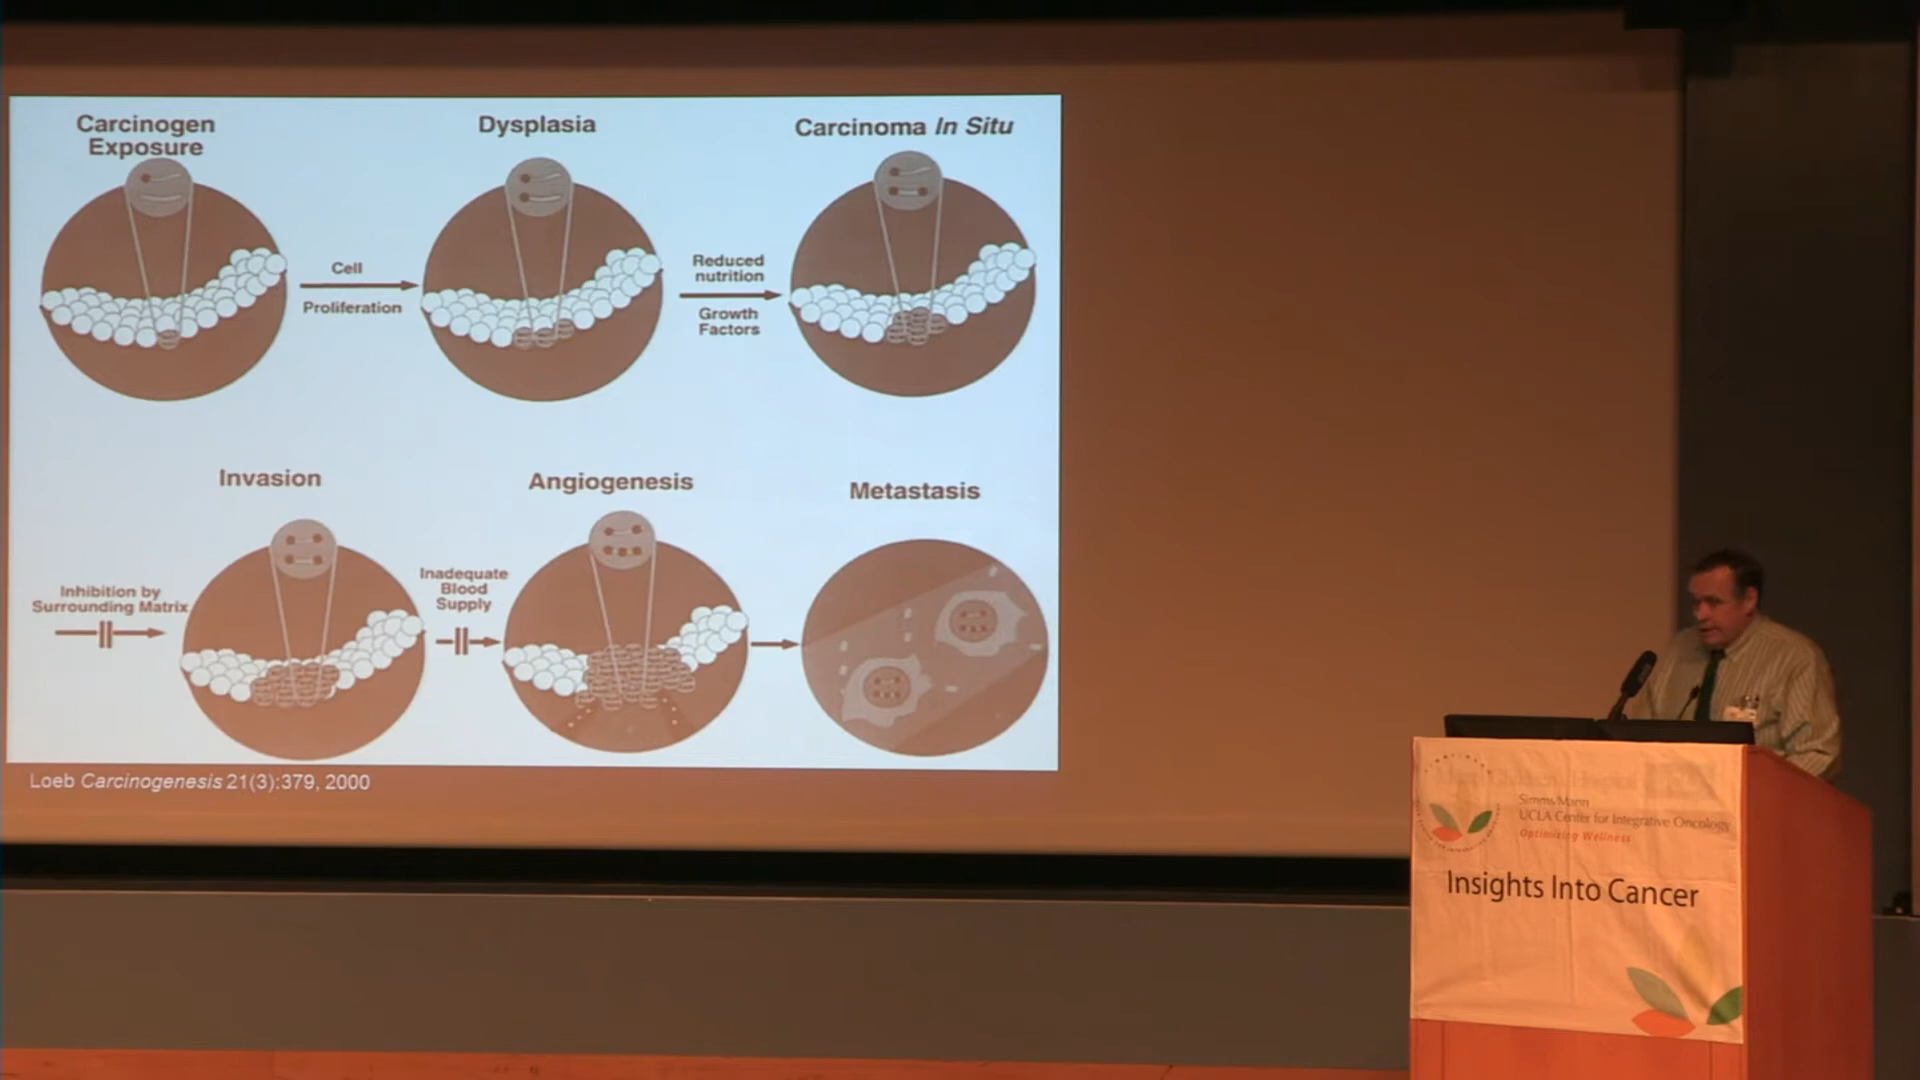 Carcinogen
Exposure
Dysplasia
Carcinoma In Situ
Cell
Proliferation
Reduced
nutrition
Growth
Factors
Invasion
Angiogenesis
Metastasis
Inhibition by
Surrounding Matrix
Inadequate
Blood
Supply
Loeb Carcinogenesis 21(3):379, 2000
Simms/Mann
UCLA Center for Integrative Oncology
Optimizing Wellness
Insights Into Cancer